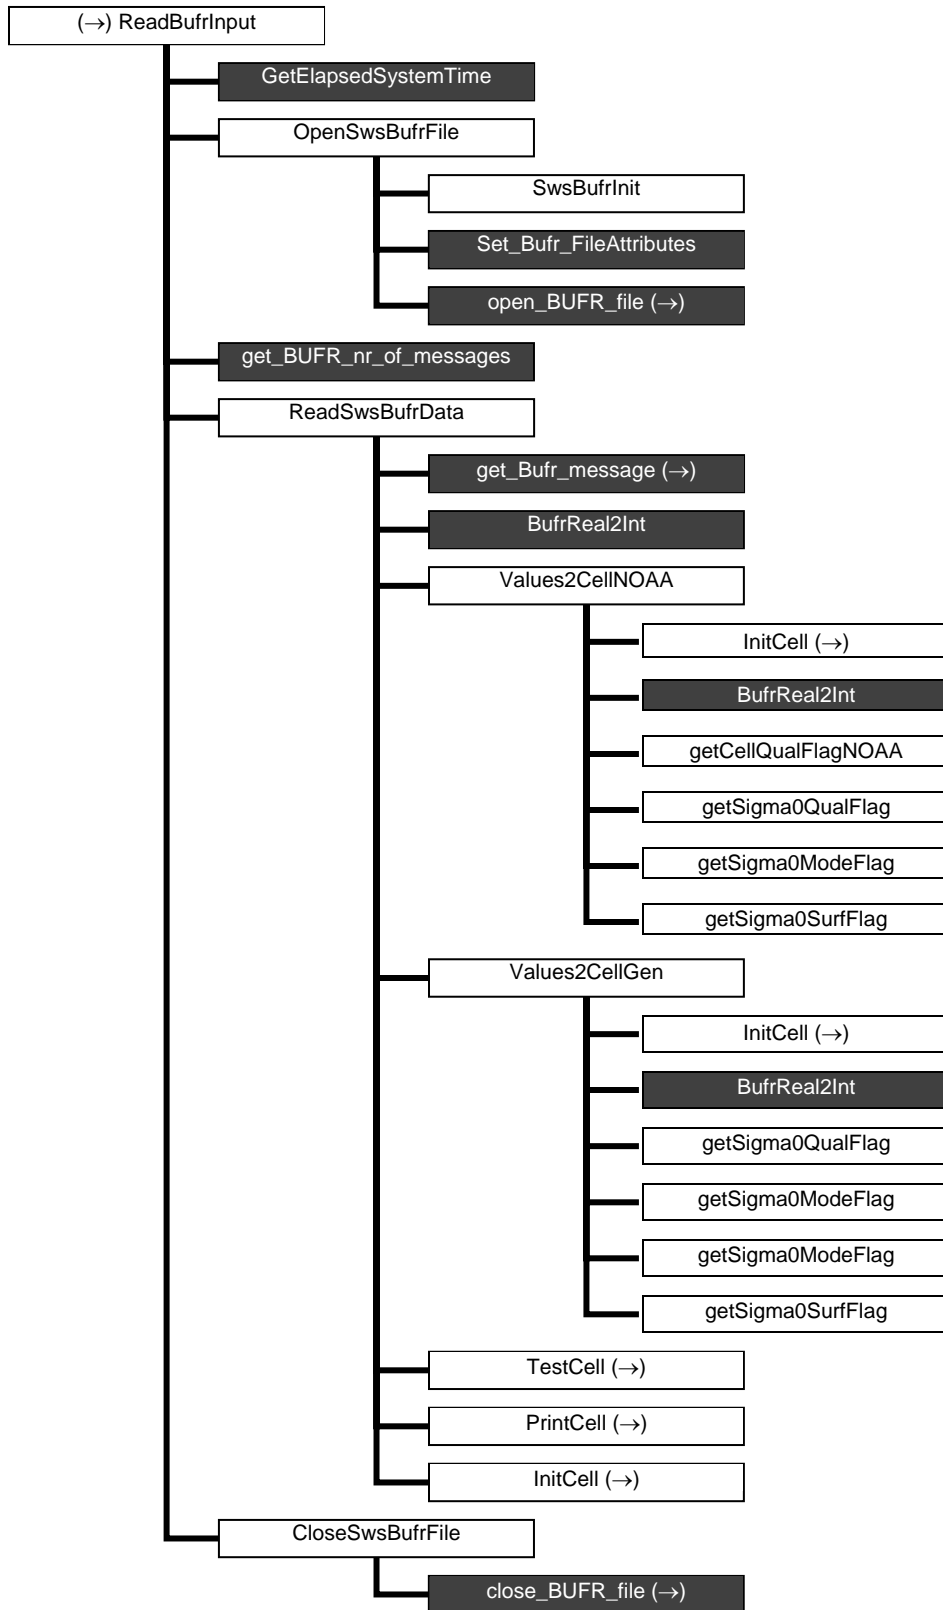 (→) ReadBufrInput
GetElapsedSystemTime
OpenSwsBufrFile
SwsBufrInit
Set_Bufr_FileAttributes
open_BUFR_file (→)
get_BUFR_nr_of_messages
ReadSwsBufrData
get_Bufr_message (→)
BufrReal2Int
Values2CellNOAA
InitCell (→)
BufrReal2Int
getCellQualFlagNOAA
getSigma0QualFlag
getSigma0ModeFlag
getSigma0SurfFlag
Values2CellGen
InitCell (→)
BufrReal2Int
getSigma0QualFlag
getSigma0ModeFlag
getSigma0ModeFlag
getSigma0SurfFlag
TestCell (→)
PrintCell (→)
InitCell (→)
CloseSwsBufrFile
close_BUFR_file (→)